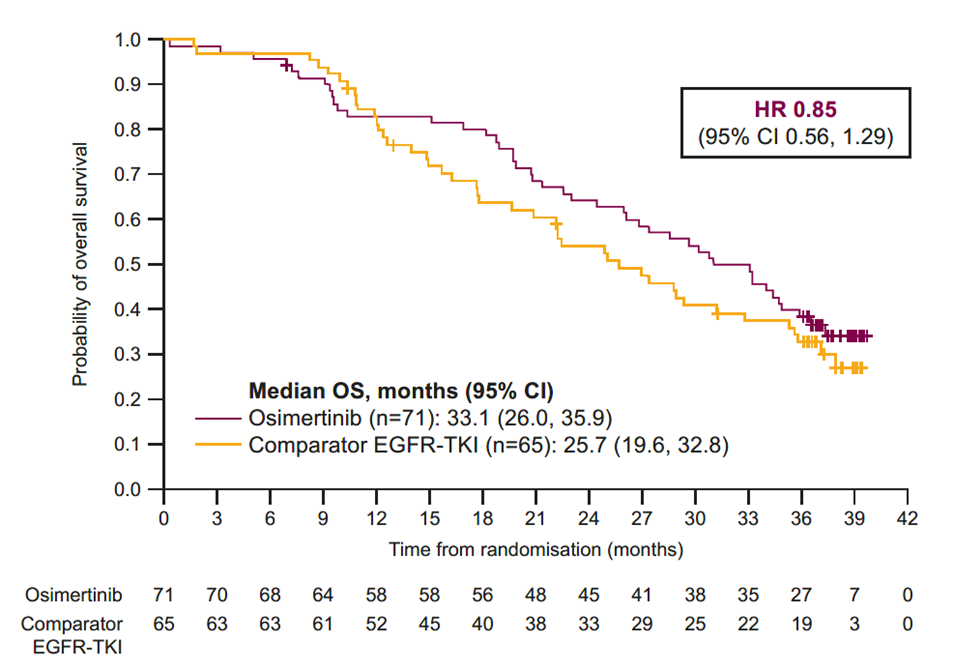 1.0
0.9
0.8
0.7
0.6
0.5
0.4
0.3
0.2
0.1
0.0
Probability of overall survival
HR 0.85
(95% CI 0.56, 1.29)
Median OS, months (95% CI)
Osimertinib (n=71): 33.1 (26.0, 35.9)
Comparator EGFR-TKI (n=65): 25.7 (19.6, 32.8)
0 3 6 9 12 15 18 21 24 27 30 33 36 39 42
Time from randomisation (months)
Osimertinib 71 70 68 64 58 58 56 48 45 41 38 35 27 7 0
Comparator 65 63 63 61 52 45 40 38 33 29 25 22 19 3 0
EGFR-TKI